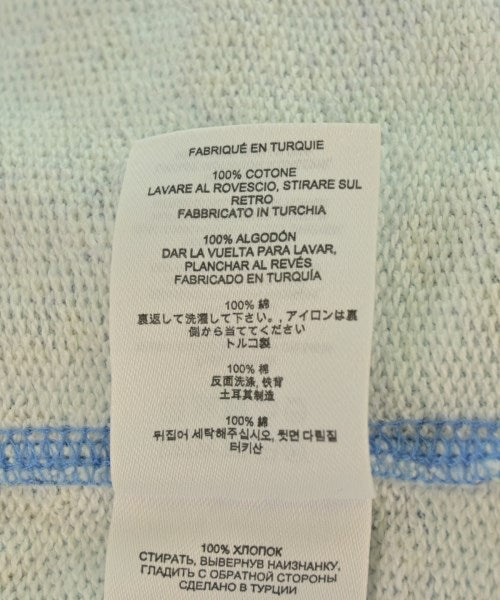 FABRIQUÉ EN TURQUIE
100% COTONE
LAVARE AL ROVESCIO, STIRARE SUL
RETRO
FABBRICATO IN TURCHIA
100% ALGODÓN
DAR LA VUELTA PARA LAVAR,
PLANCHAR AL REVÉS
FABRICADO EN TURQUÍA
100% 綿
裏返して洗濯して下さい。, アイロンは裏
側から当ててください
トルコ製
100% 棉
反面洗涤, 铁背
土耳其制造
100% 綿
뒤집어 세탁해주십시오, 뒷면 다림질
터키산
100% ХЛОПОК
СТИРАТЬ, ВЫВЕРНУВ НАИЗНАНКУ.
ГЛАДИТЬ С ОБРАТНОЙ СТОРОНЫ
СДЕЛАНО В ТУРЦИИ